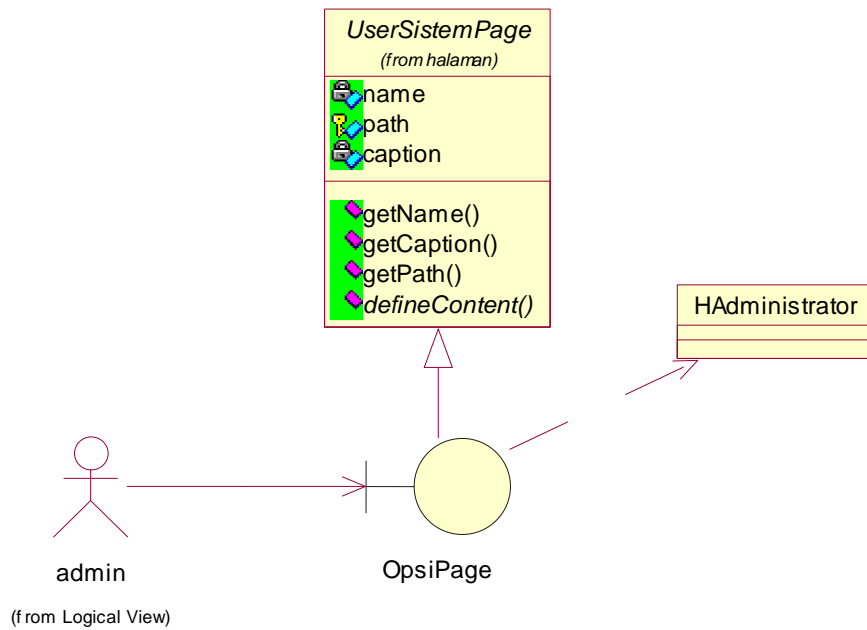 UserSistemPage
(from halaman)
name
path
caption
getName()
getCaption()
getPath()
defineContent()
HAdministrator
admin
(from Logical View)
OpsiPage